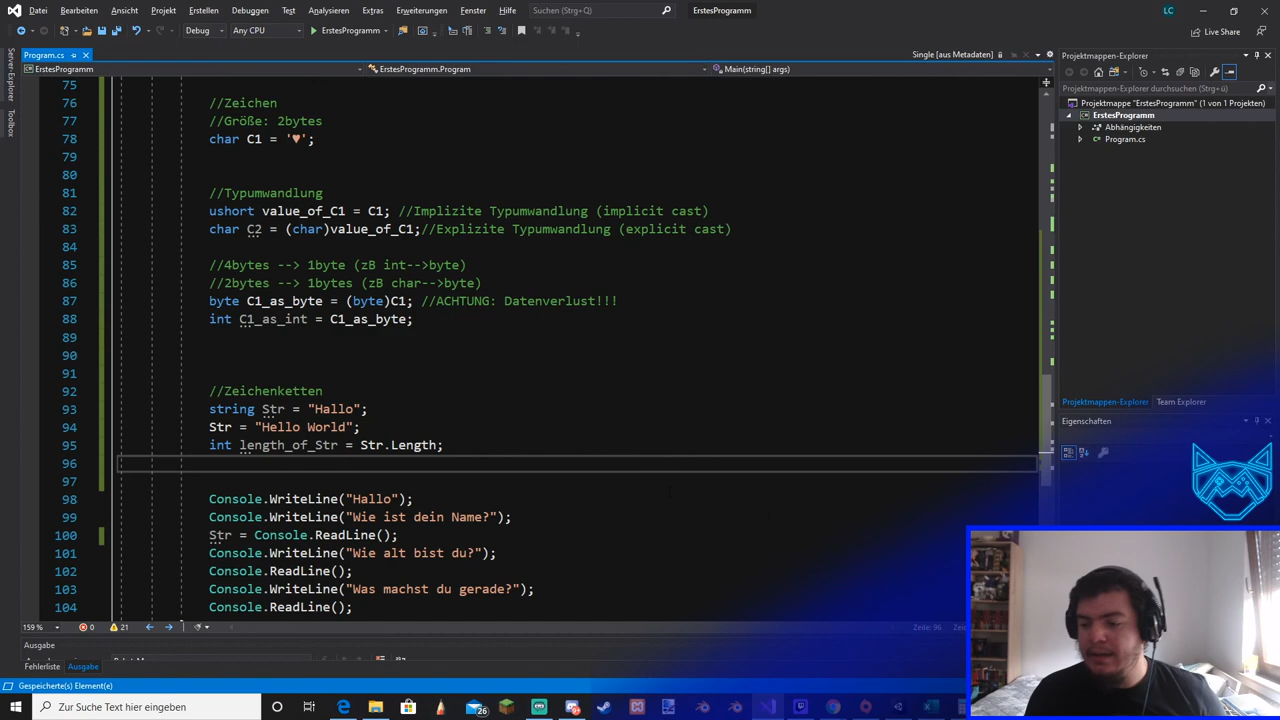 Datei Bearbeiten Ansicht Projekt Erstellen Debuggen Test Analysieren Extras Erweiterungen Fenster Hilfe Suchen (Strg+Q) ErstesProgramm LC
Debug Any CPU ErstesProgramm Live Share
Program.cs Single [aus Metadaten] Projektmappen-Explorer
ErstesProgramm ErstesProgramm.Program Main(string[] args)
Projektmappen-Explorer durchsuchen (Strg+ü)
Projektmappe "ErstesProgramm" (1 von 1 Projekten)
ErstesProgramm
Abhängigkeiten
Program.cs
Server-Explorer
Toolbox
75
76 //Zeichen
77 //Größe: 2bytes
78 char C1 = '♥';
79
80
81 //Typumwandlung
82 ushort value_of_C1 = C1; //Implizite Typumwandlung (implicit cast)
83 char C2 = (char)value_of_C1;//Explizite Typumwandlung (explicit cast)
84
85 //4bytes --> 1byte (zB int-->byte)
86 //2bytes --> 1bytes (zB char-->byte)
87 byte C1_as_byte = (byte)C1; //ACHTUNG: Datenverlust!!!
88 int C1_as_int = C1_as_byte;
89
90
91
92 //Zeichenketten
93 string Str = "Hallo";
94 Str = "Hello World";
95 int length_of_Str = Str.Length;
96
97
98 Console.WriteLine("Hallo");
99 Console.WriteLine("Wie ist dein Name?");
100 Str = Console.ReadLine();
101 Console.WriteLine("Wie alt bist du?");
102 Console.ReadLine();
103 Console.WriteLine("Was machst du gerade?");
104 Console.ReadLine();
Projektmappen-Explorer Team Explorer
Eigenschaften
159 % 0 21 Zeile: 96
Ausgabe
Fehlerliste Ausgabe
Gespeicherte(s) Element(e)
Zur Suche Text hier eingeben 26